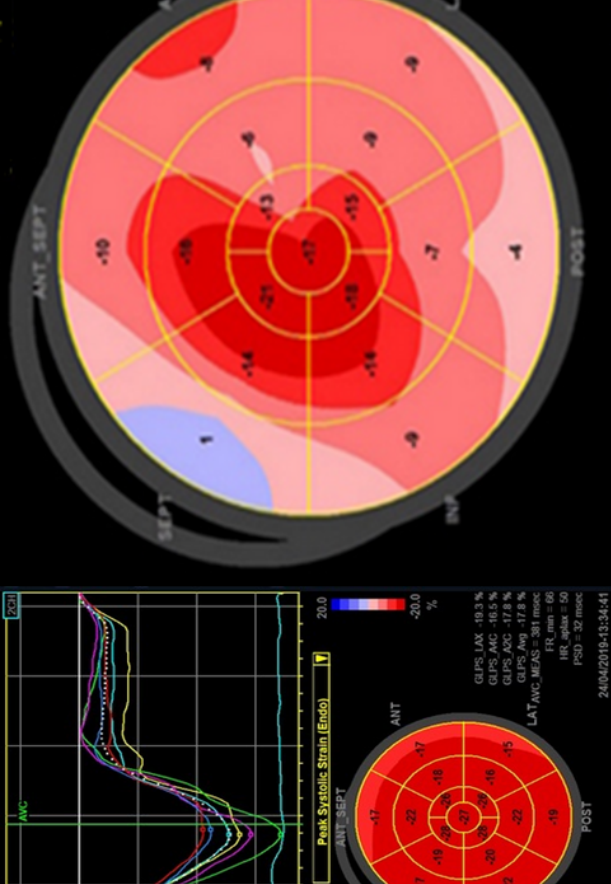 -8
-9
-6
-9
-13
-15
ANT_SEPT
-10
-16
-17
-7
-4
POST
-21
-18
-14
-14
1
-9
SEPT
INF
2CH
AVC
20.0
-20.0
%
Peak Systolic Strain (Endo)
GLPS_LAX -19.3 %
GLPS_A4C -16.5 %
GLPS_A2C -17.8 %
GLPS_Avg -17.8 %
AVC_MEAS = 381 msec
FR_min = 66
HR_aplax = 50
PSD = 32 msec
24/04/2019-13:34:41
ANT
LAT
ANT_SEPT
POST
-17
-15
-18
-16
-17
-22
-27
-22
-19
-28
-28
-19
-20